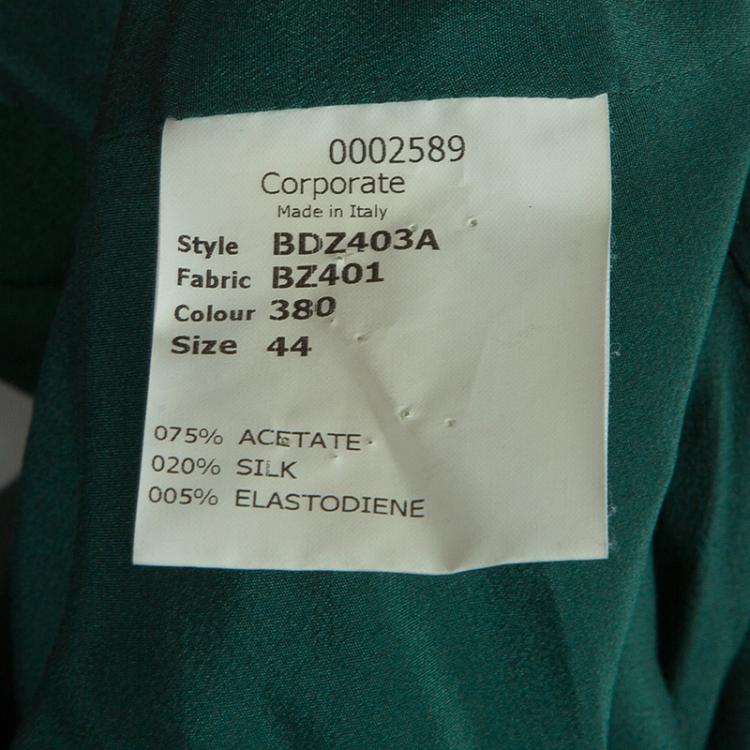 0002589
Corporate
Made in Italy
Style BDZ403A
Fabric BZ401
Colour 380
Size 44
075% ACETATE
020% SILK
005% ELASTODIENE